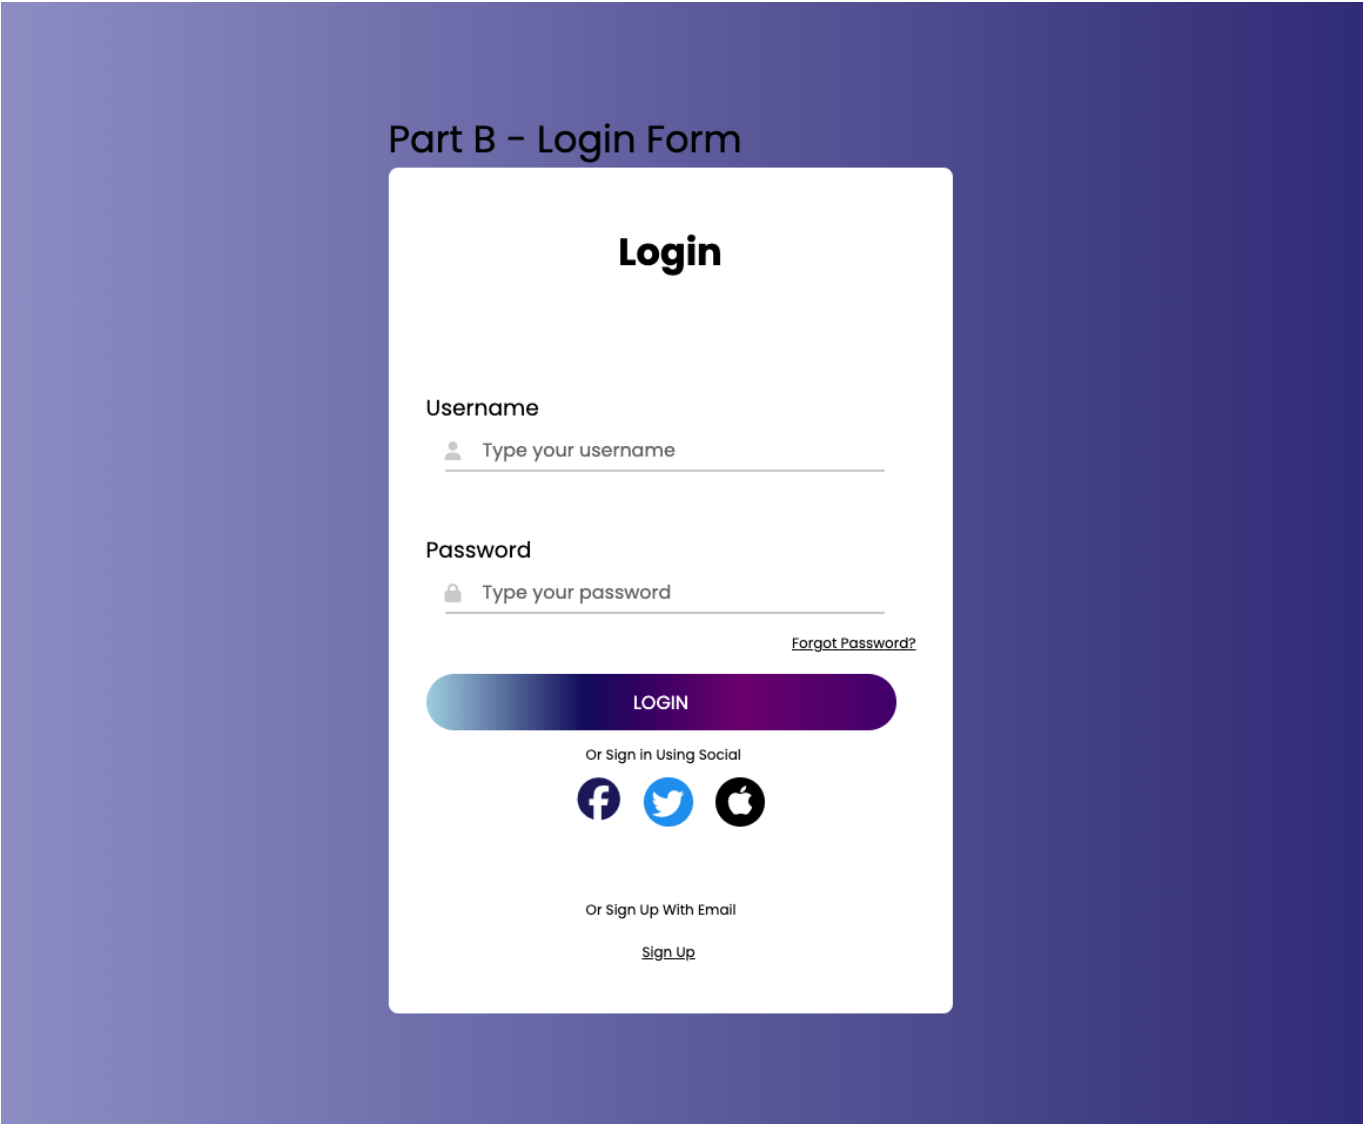 Part B - Login Form
Login
Username
Type your username
Password
Type your password
Forgot Password?
LOGIN
Or Sign in Using Social
Or Sign Up With Email
Sign Up